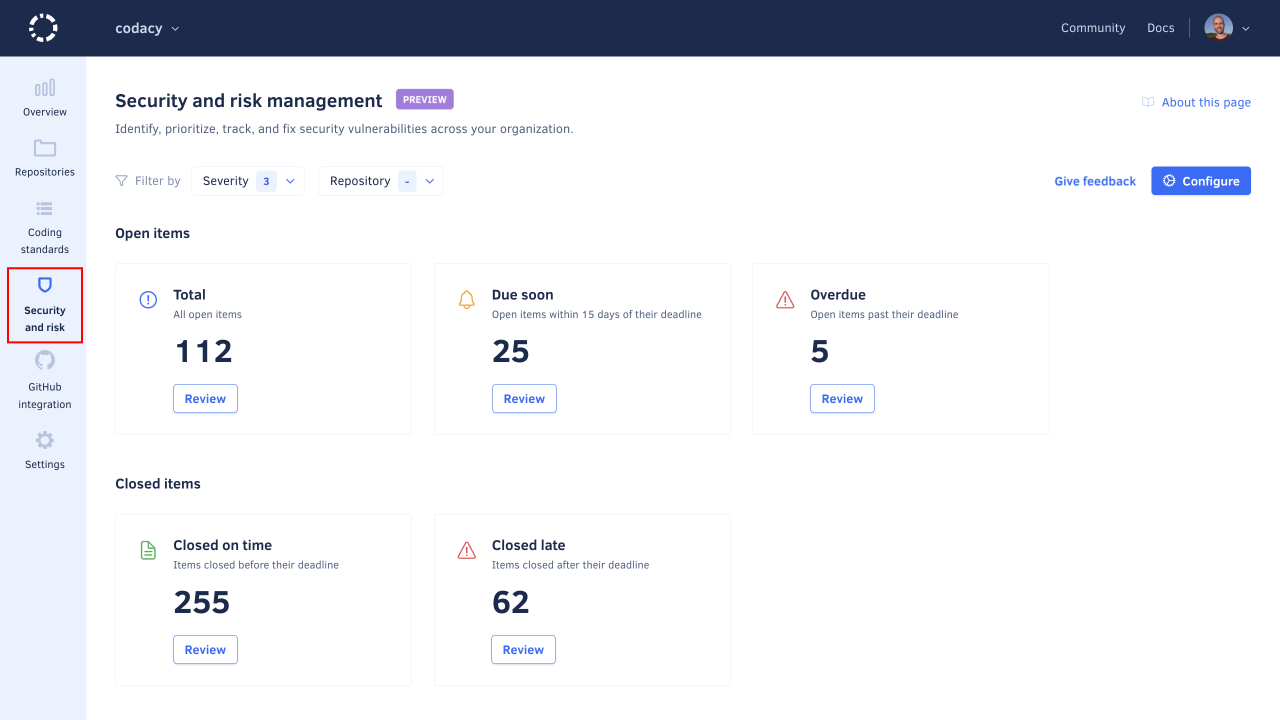 codacy
Community
Docs
Overview
Repositories
Coding
standards
Security
and risk
GitHub
integration
Settings
Security and risk management PREVIEW
About this page
Identify, prioritize, track, and fix security vulnerabilities across your organization.
Filter by
Severity 3
Repository -
Give feedback
Configure
Open items
Total
All open items
112
Review
Due soon
Open items within 15 days of their deadline
25
Review
Overdue
Open items past their deadline
5
Review
Closed items
Closed on time
Items closed before their deadline
255
Review
Closed late
Items closed after their deadline
62
Review